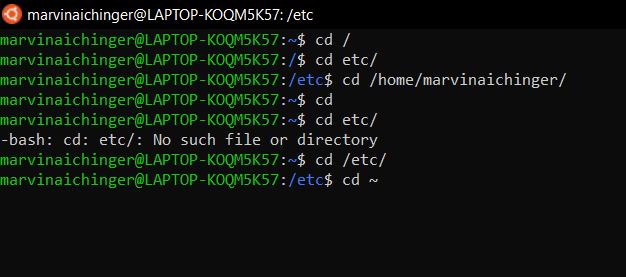 marvinaichinger@LAPTOP-KOQM5K57: /etc
marvinaichinger@LAPTOP-KOQM5K57:~$ cd /
marvinaichinger@LAPTOP-KOQM5K57:/$ cd etc/
marvinaichinger@LAPTOP-KOQM5K57:/etc$ cd /home/marvinaichinger/
marvinaichinger@LAPTOP-KOQM5K57:~$ cd
marvinaichinger@LAPTOP-KOQM5K57:~$ cd etc/
-bash: cd: etc/: No such file or directory
marvinaichinger@LAPTOP-KOQM5K57:~$ cd /etc/
marvinaichinger@LAPTOP-KOQM5K57:/etc$ cd ~